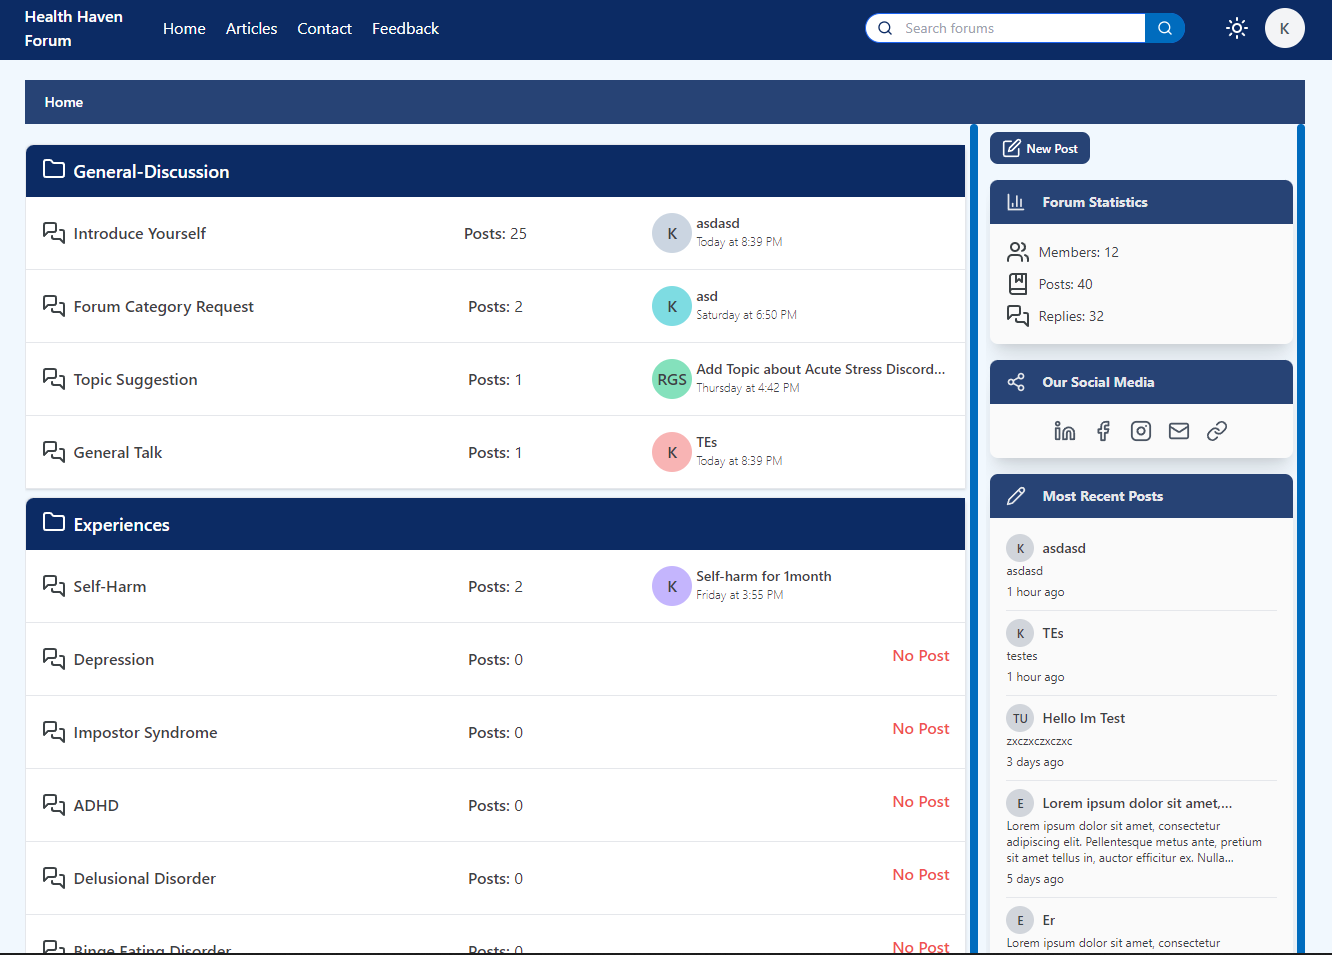 Health Haven
Forum
Home
Articles
Contact
Feedback
Search forums
K
Home
General-Discussion
Introduce Yourself
Posts: 25
K
asdasd
Today at 8:39 PM
Forum Category Request
Posts: 2
K
asd
Saturday at 6:50 PM
Topic Suggestion
Posts: 1
RGS
Add Topic about Acute Stress Discord...
Thursday at 4:42 PM
General Talk
Posts: 1
K
TEs
Today at 8:39 PM
Experiences
Self-Harm
Posts: 2
K
Self-harm for 1month
Friday at 3:55 PM
Depression
Posts: 0
No Post
Impostor Syndrome
Posts: 0
No Post
ADHD
Posts: 0
No Post
Delusional Disorder
Posts: 0
No Post
Binge Eating Disorder
Posts: 0
No Post
New Post
Forum Statistics
Members: 12
Posts: 40
Replies: 32
Our Social Media
Most Recent Posts
K
asdasd
asdasd
1 hour ago
K
TEs
testes
1 hour ago
TU
Hello Im Test
zxczxczxczxc
3 days ago
E
Lorem ipsum dolor sit amet,...
Lorem ipsum dolor sit amet, consectetur
adipiscing elit. Pellentesque metus ante, pretium
sit amet tellus in, auctor efficitur ex. Nulla...
5 days ago
E
Er
Lorem ipsum dolor sit amet, consectetur